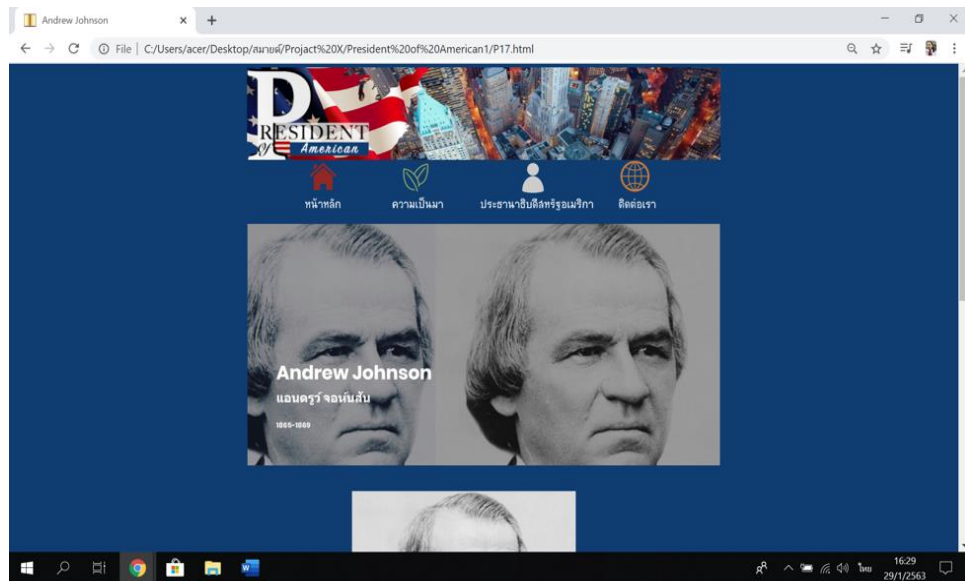 Andrew Johnson
File
C:/Users/acer/Desktop/สมายด์/Projact%20X/President%20of%20American1/P17.html
PRESIDENT
of American
หน้าหลัก
ความเป็นมา
ประธานาธิบดีสหรัฐอเมริกา
ติดต่อเรา
Andrew Johnson
แอนดรูว์ จอห์นสัน
1865-1869
ไทย
16:29
29/1/2563